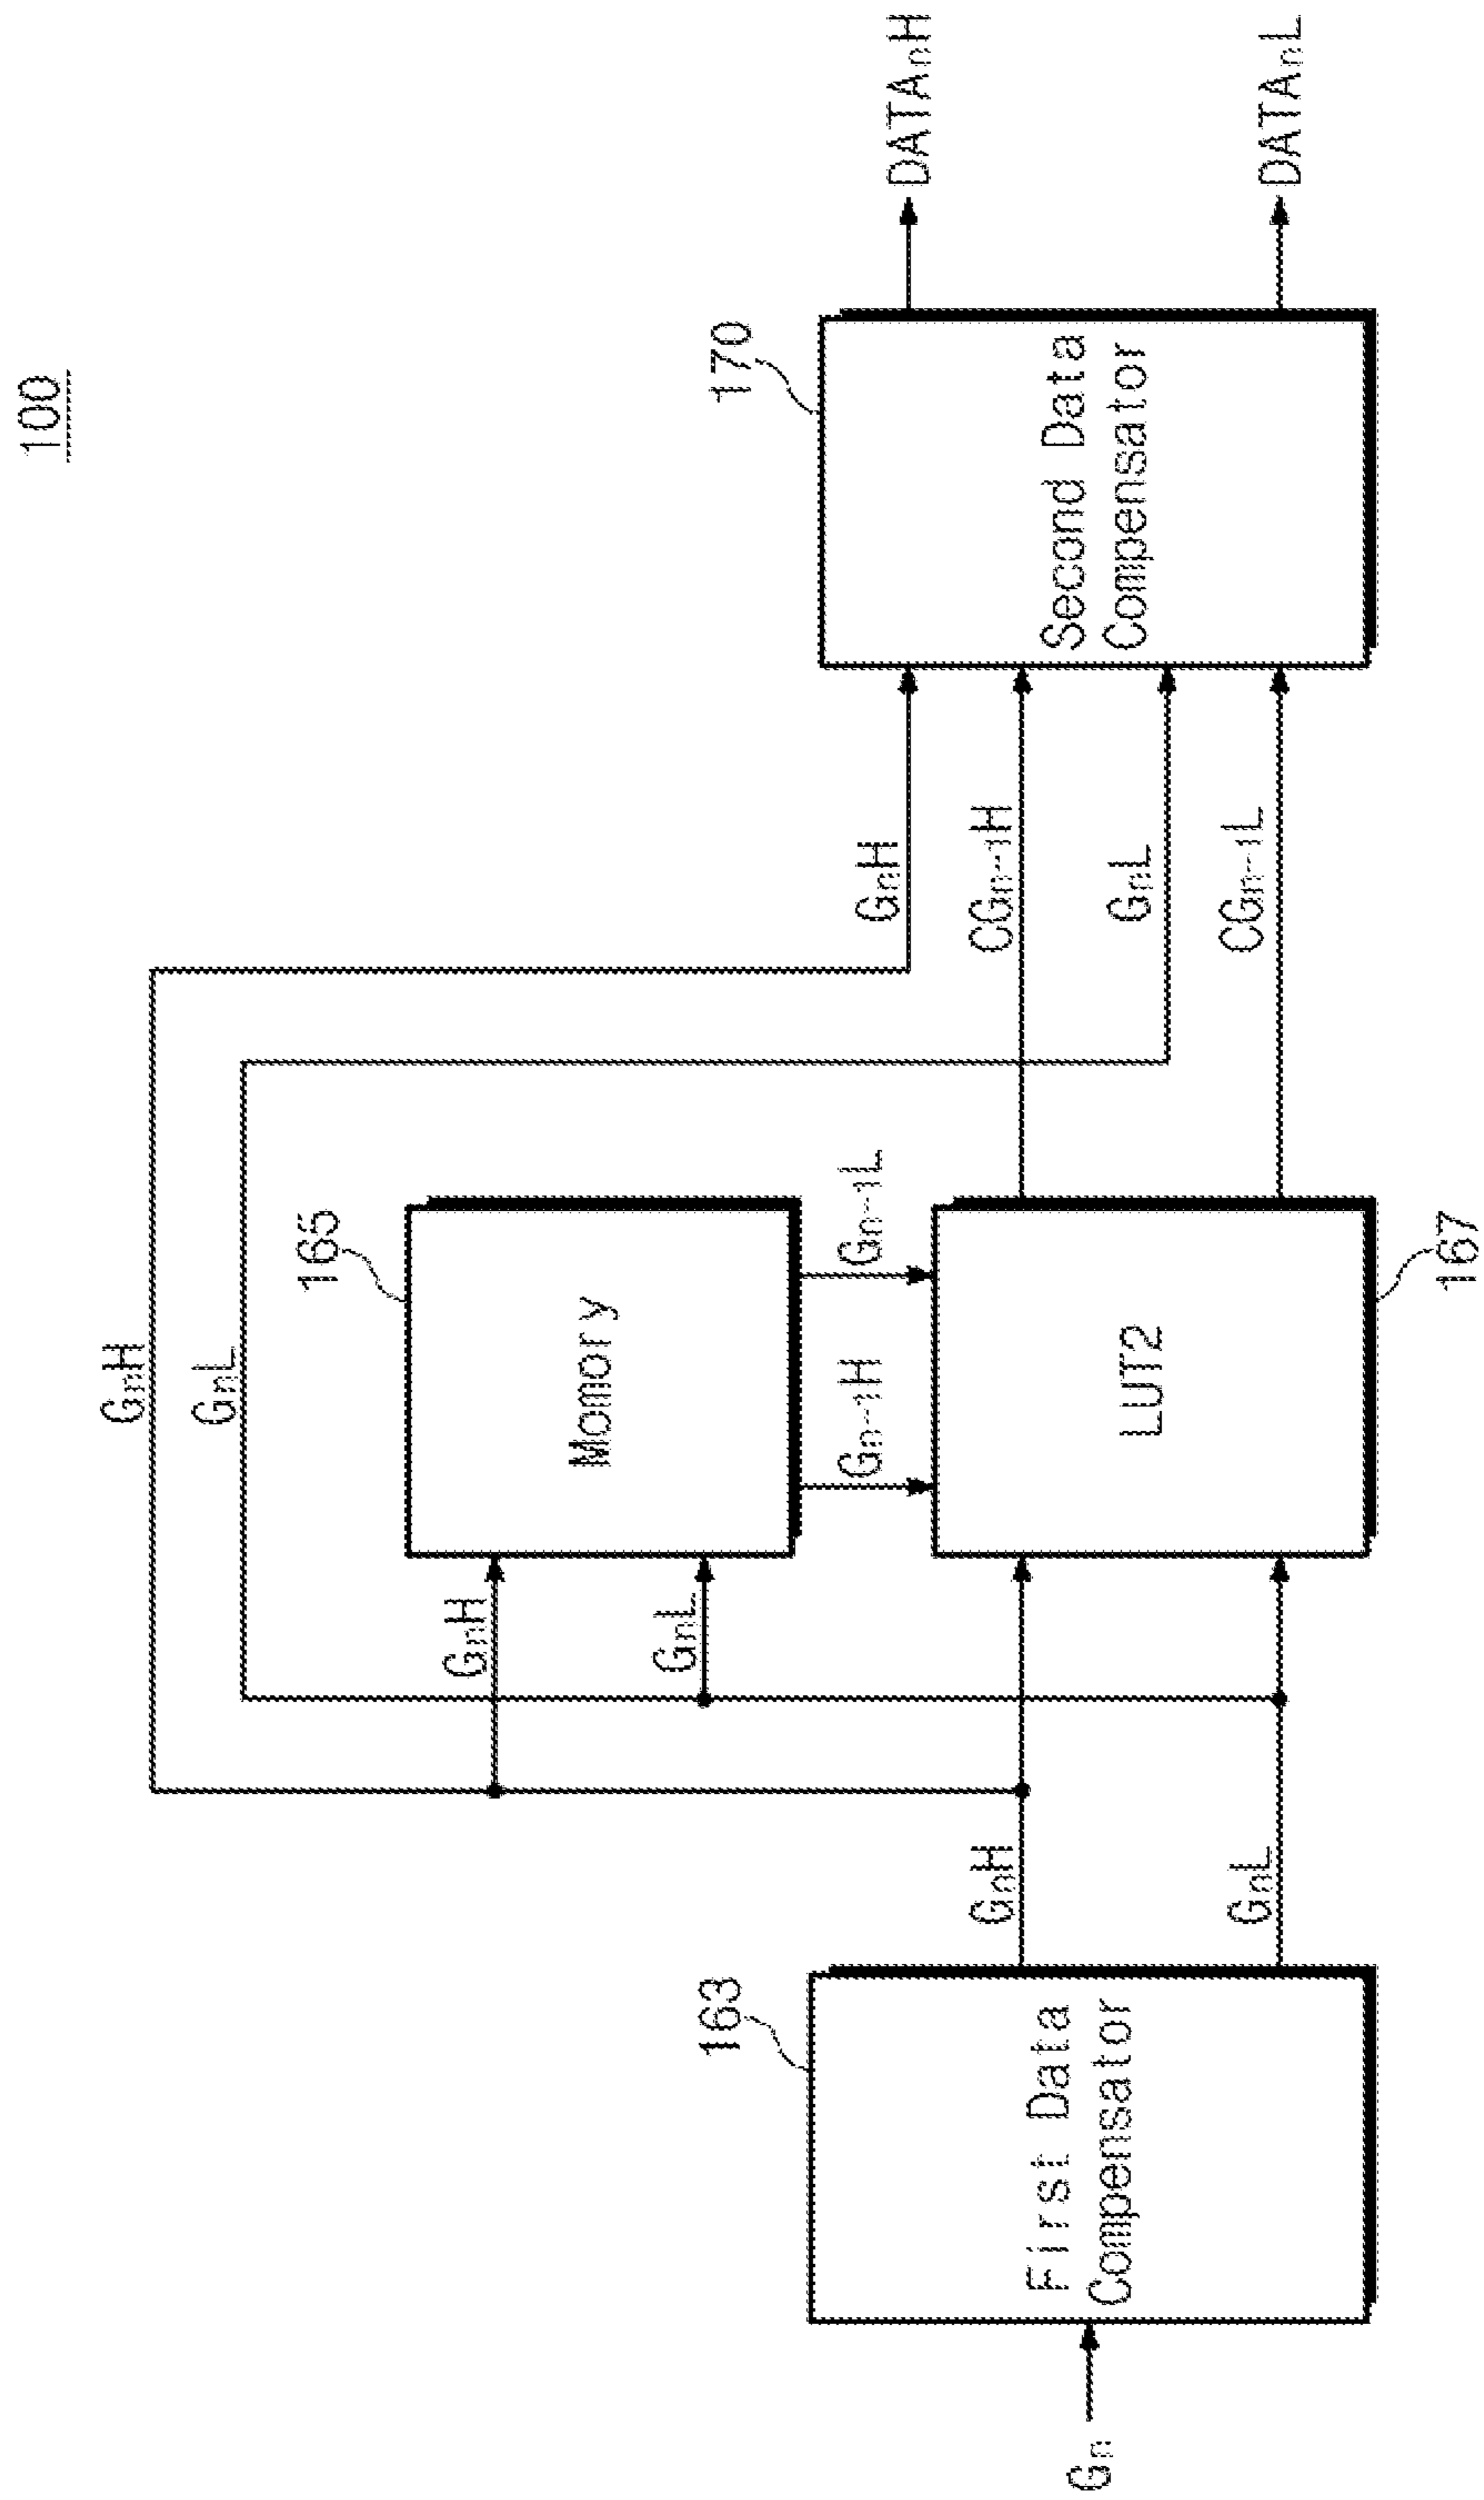 100
GₙH
GₙL
165
Momory
GₙH
GₙL
Gₙ₋₁H
Gₙ₋₁L
163
First Data
Compensator
Gₙ
GₙH
GₙL
LUT2
167
170
Second Data
Compensator
GₙH
CGₙ₋₁H
GₙL
CGₙ₋₁L
DATAₙH
DATAₙL